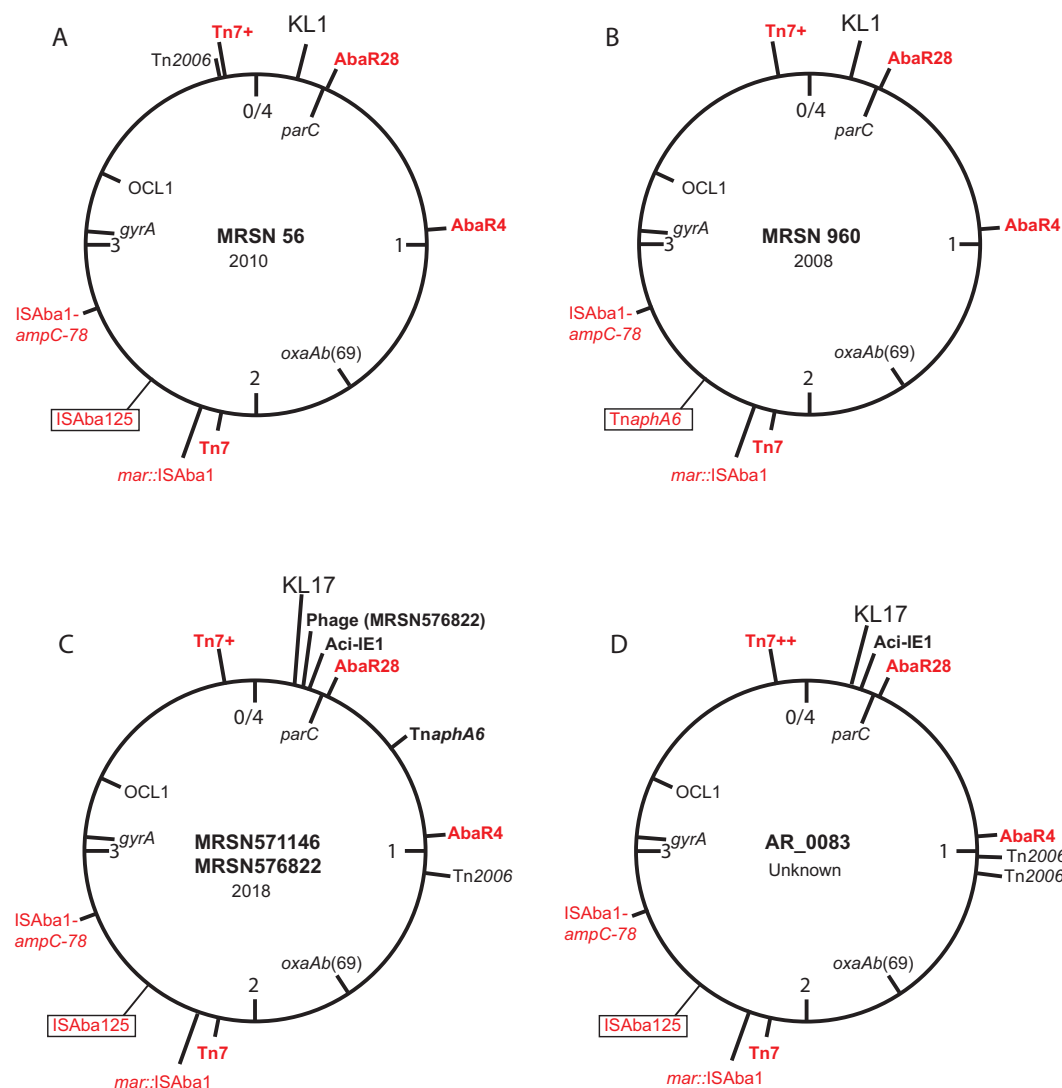 A
Tn7+
Tn2006
KL1
AbaR28
0/4
parC
OCL1
gyrA
3
MRSN 56
2010
1
AbaR4
ISAba1-
ampC-78
oxaAb(69)
2
ISAba125
Tn7
mar::ISAba1
B
Tn7+
KL1
AbaR28
0/4
parC
OCL1
gyrA
3
MRSN 960
2008
1
AbaR4
ISAba1-
ampC-78
oxaAb(69)
2
TnaphA6
Tn7
mar::ISAba1
C
KL17
Phage (MRSN576822)
Tn7+
Aci-IE1
AbaR28
0/4
parC
TnaphA6
OCL1
gyrA
3
MRSN571146
MRSN576822
2018
1
AbaR4
Tn2006
ISAba1-
ampC-78
oxaAb(69)
2
ISAba125
Tn7
mar::ISAba1
D
KL17
Tn7++
Aci-IE1
AbaR28
0/4
parC
OCL1
gyrA
3
AR_0083
Unknown
1
AbaR4
Tn2006
Tn2006
ISAba1-
ampC-78
oxaAb(69)
2
ISAba125
Tn7
mar::ISAba1